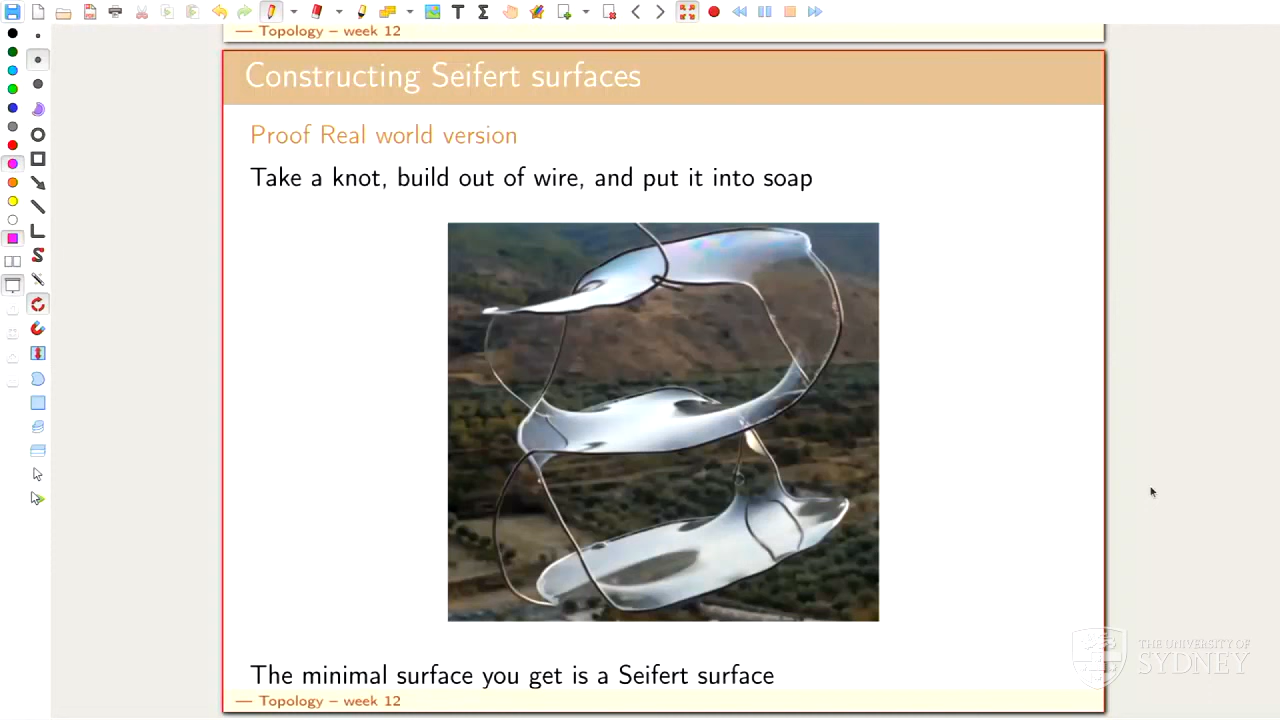 — Topology – week 12
Constructing Seifert surfaces
Proof Real world version
Take a knot, build out of wire, and put it into soap
The minimal surface you get is a Seifert surface
— Topology – week 12
THE UNIVERSITY OF
SYDNEY